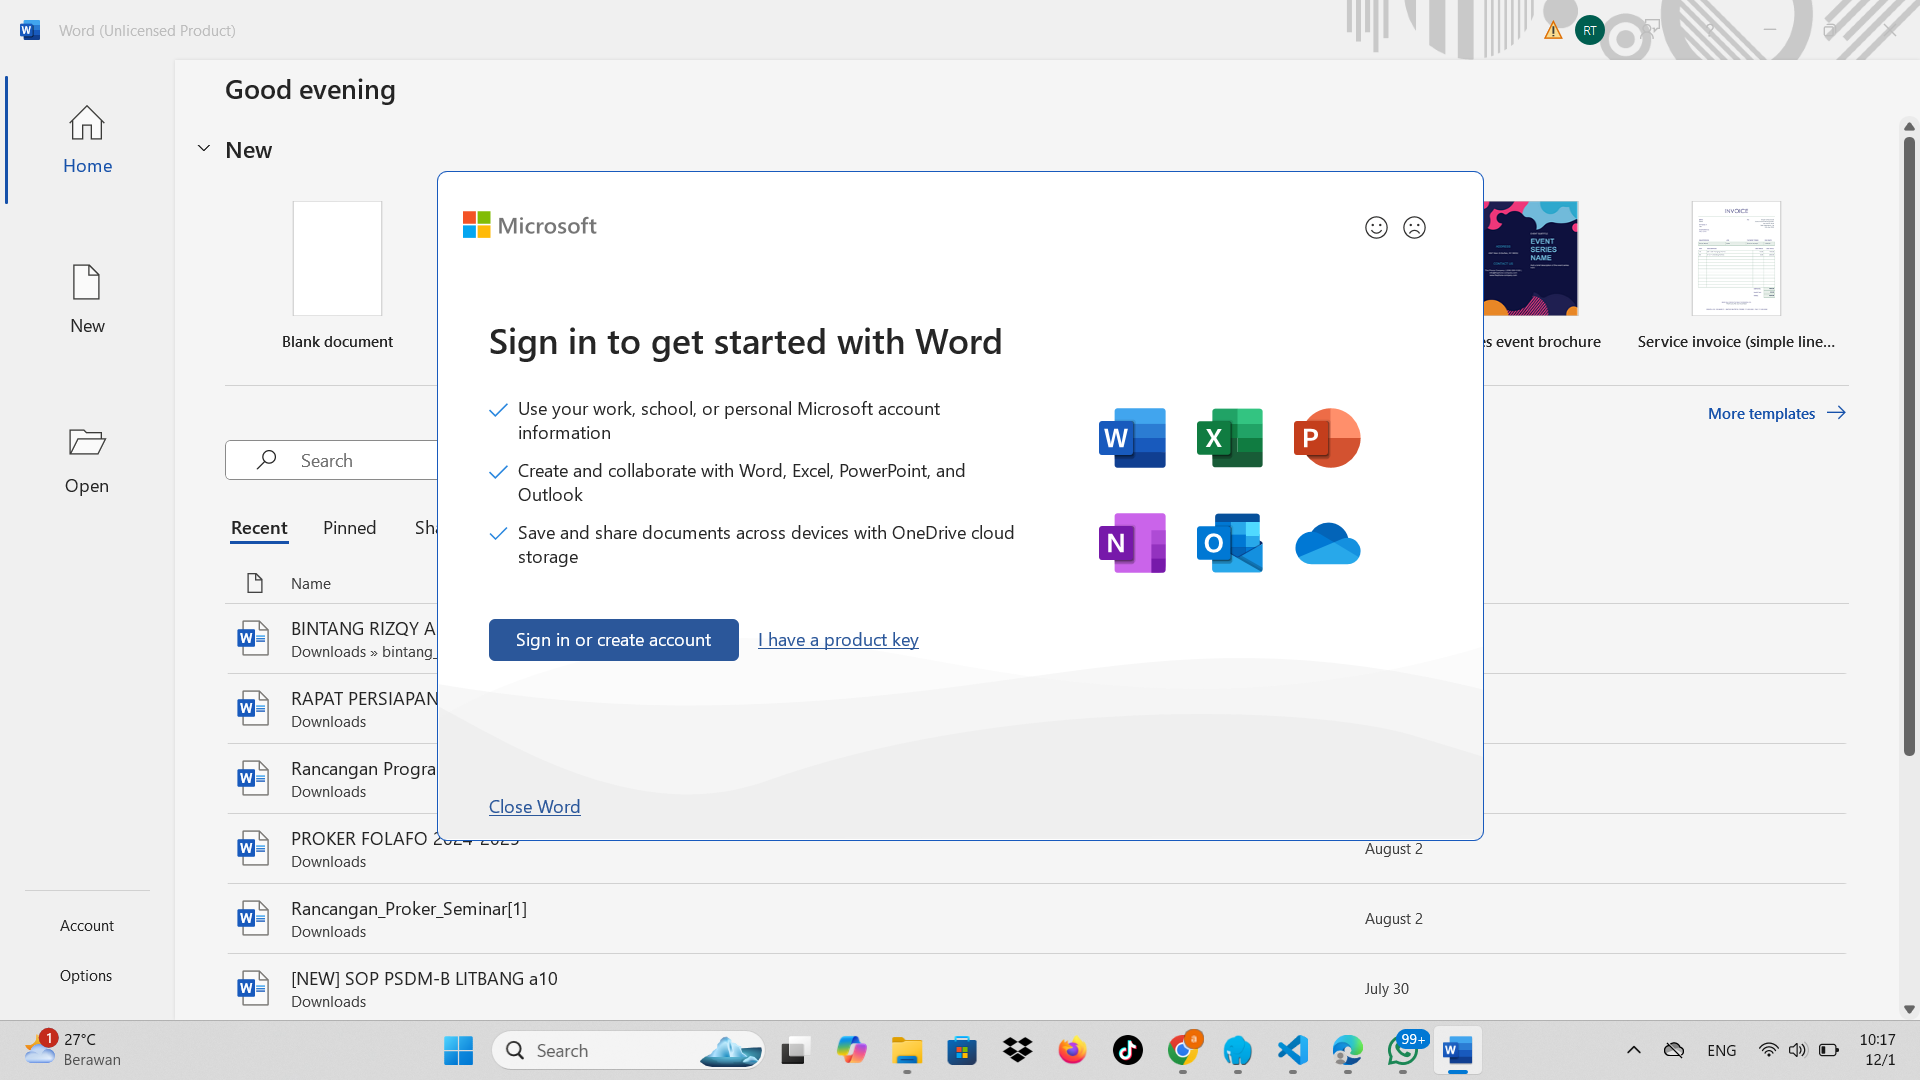 Word (Unlicensed Product)
RT
Good evening
New
Home
New
Open
Account
Options
Blank document
EVENT
SERIES
NAME
es event brochure
INVOICE
Service invoice (simple line...
More templates
Search
Recent
Pinned
Sha
Name
BINTANG RIZQY A
Downloads » bintang_
RAPAT PERSIAPAN
Downloads
Rancangan Progra
Downloads
PROKER FOLAFO 2024-2025
Downloads
August 2
Rancangan_Proker_Seminar[1]
Downloads
August 2
[NEW] SOP PSDM-B LITBANG a10
Downloads
July 30
Microsoft
Sign in to get started with Word
Use your work, school, or personal Microsoft account
information
Create and collaborate with Word, Excel, PowerPoint, and
Outlook
Save and share documents across devices with OneDrive cloud
storage
W
X
P
N
O
Sign in or create account
I have a product key
Close Word
1
27°C
Berawan
Search
a
99+
W
ENG
10:17
12/1